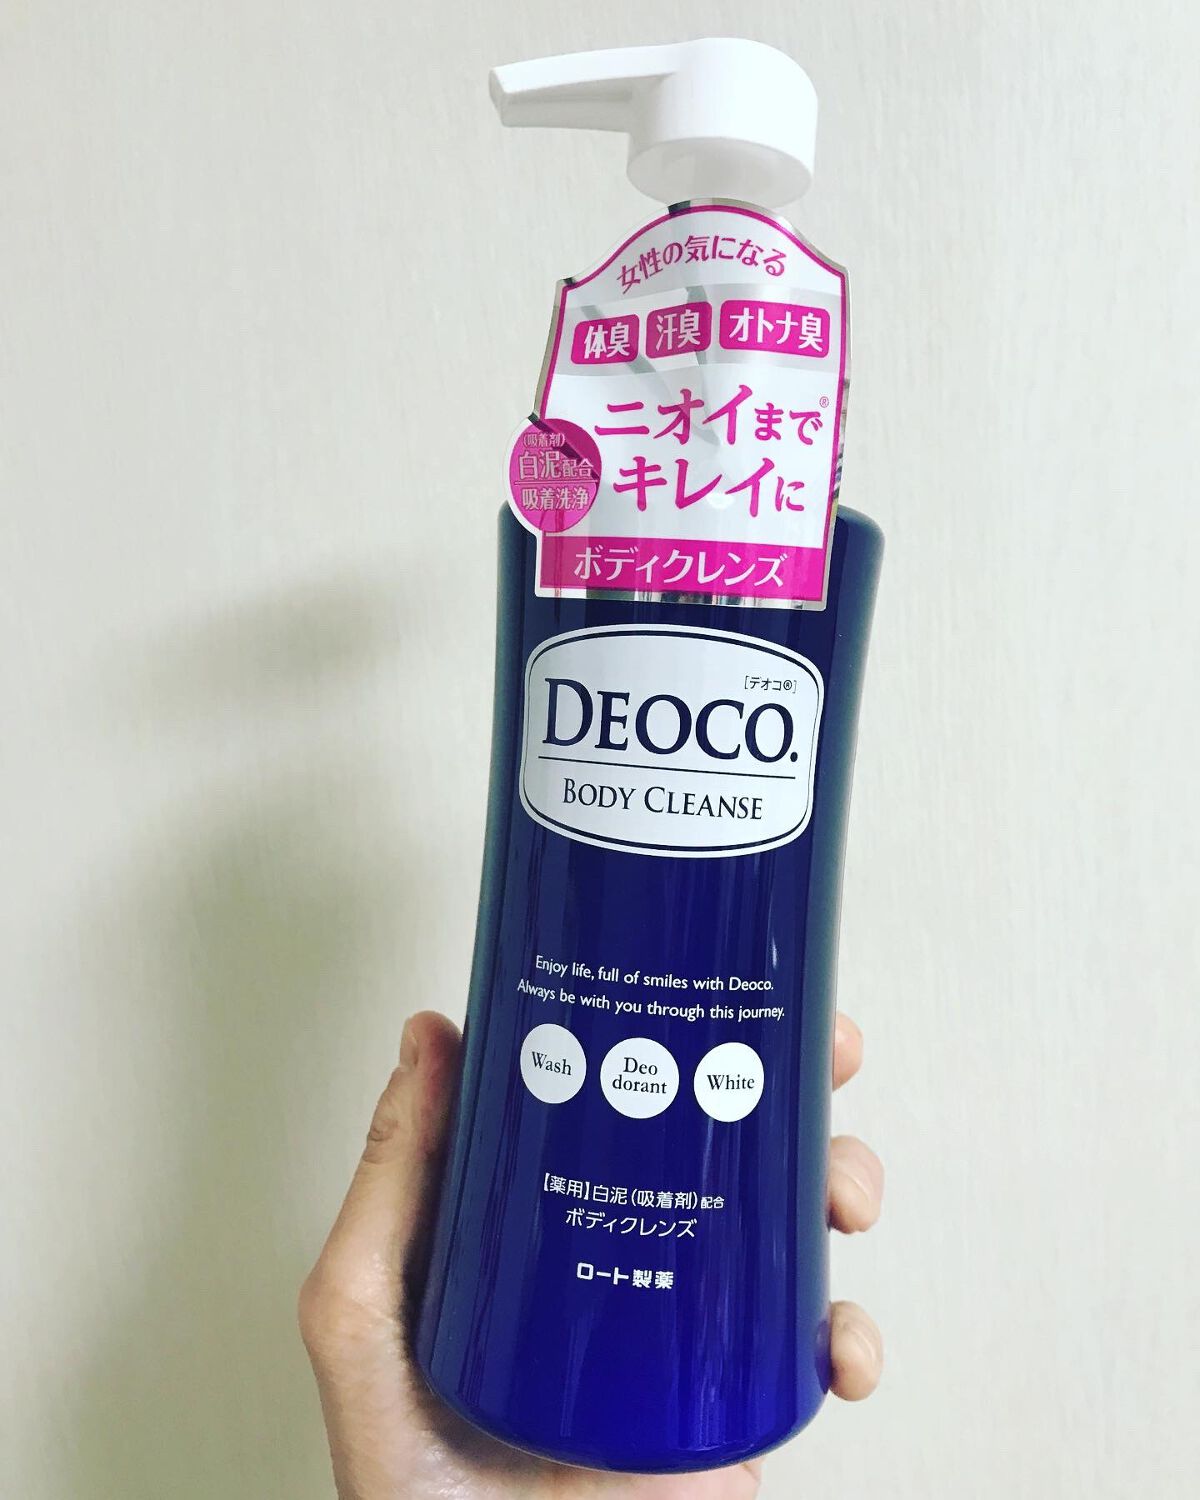 女性の気になる
体臭 汗臭 オトナ臭
ニオイまで®
キレイに
(吸着剤)
白泥配合
吸着洗浄
ボディクレンズ
[デオコ®]
DEOCO.
BODY CLEANSE
Enjoy life, full of smiles with Deoco.
Always be with you through this journey.
Wash
Deo
dorant
White
【薬用】白泥(吸着剤)配合
ボディクレンズ
ロート製薬